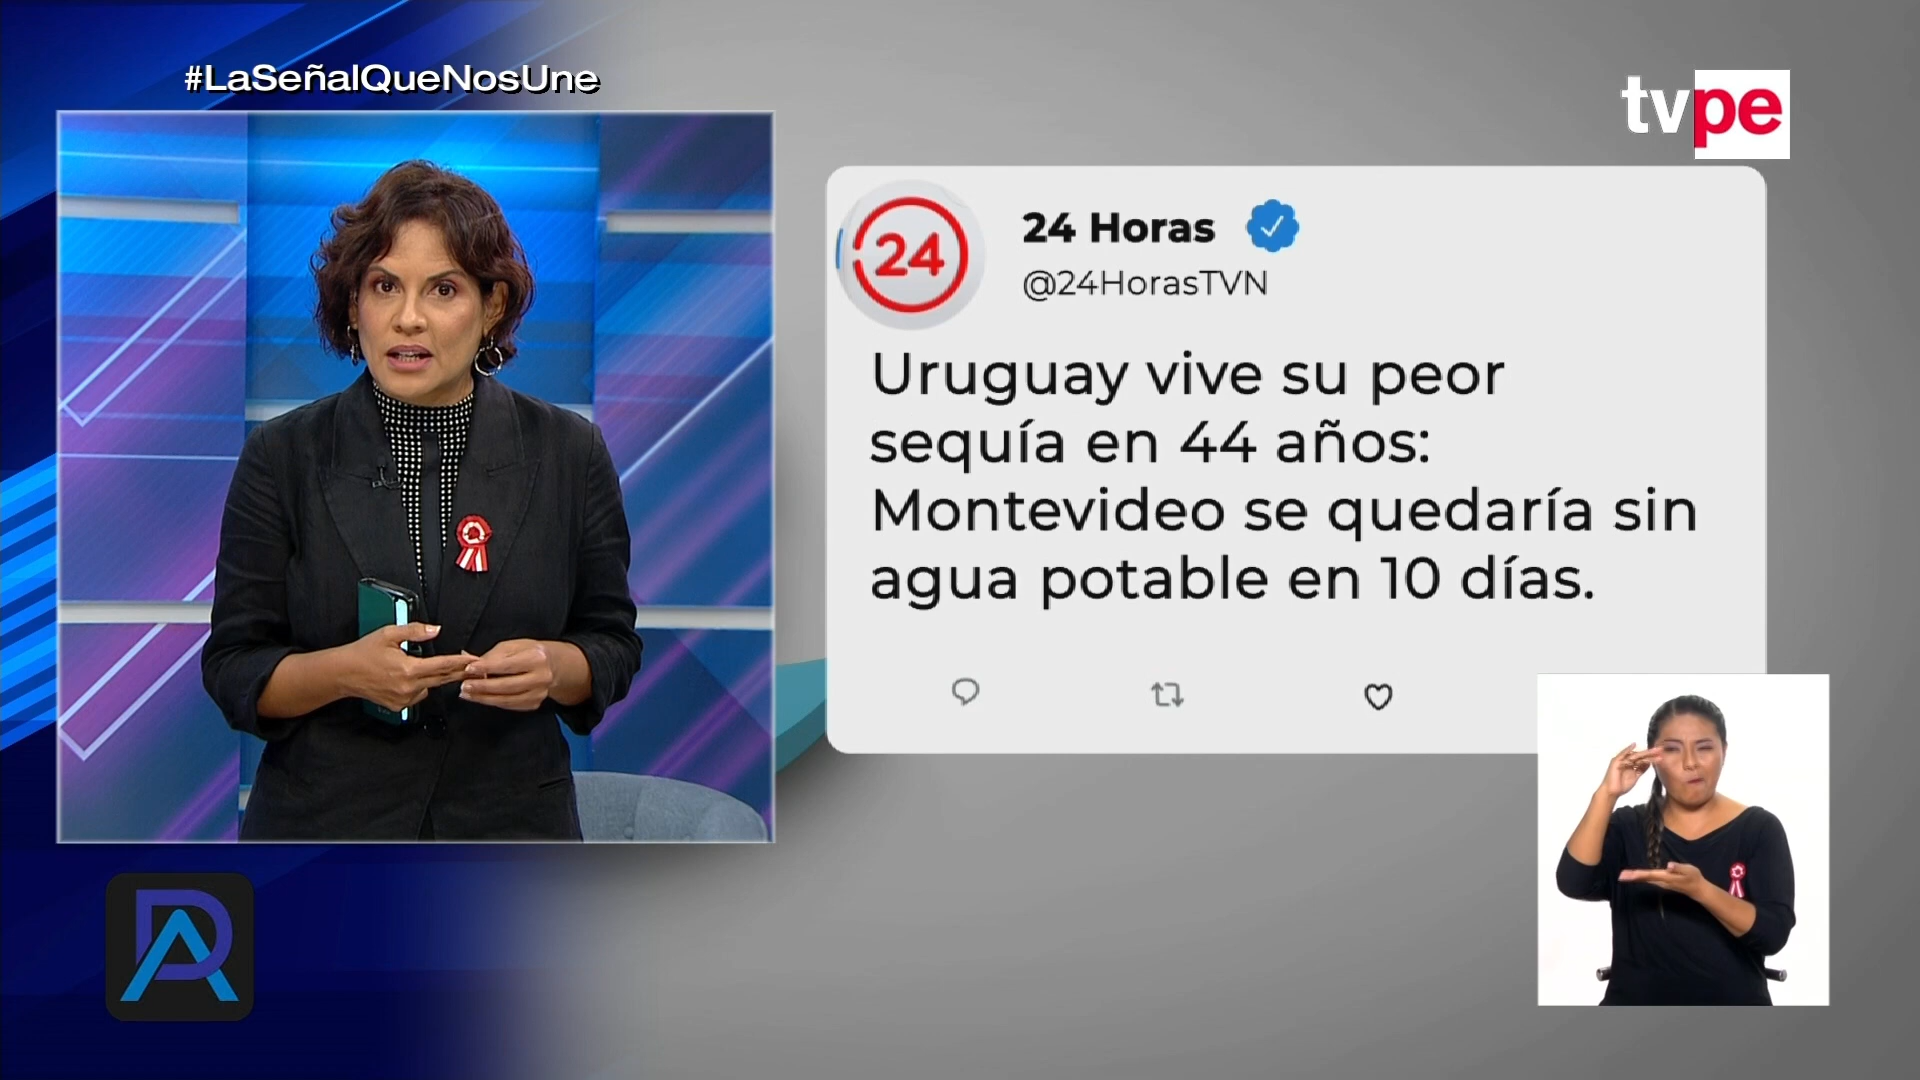 #LaSeñalQueNosUne
tvpe
24
24 Horas
@24HorasTVN
Uruguay vive su peor
sequía en 44 años:
Montevideo se quedaría sin
agua potable en 10 días.